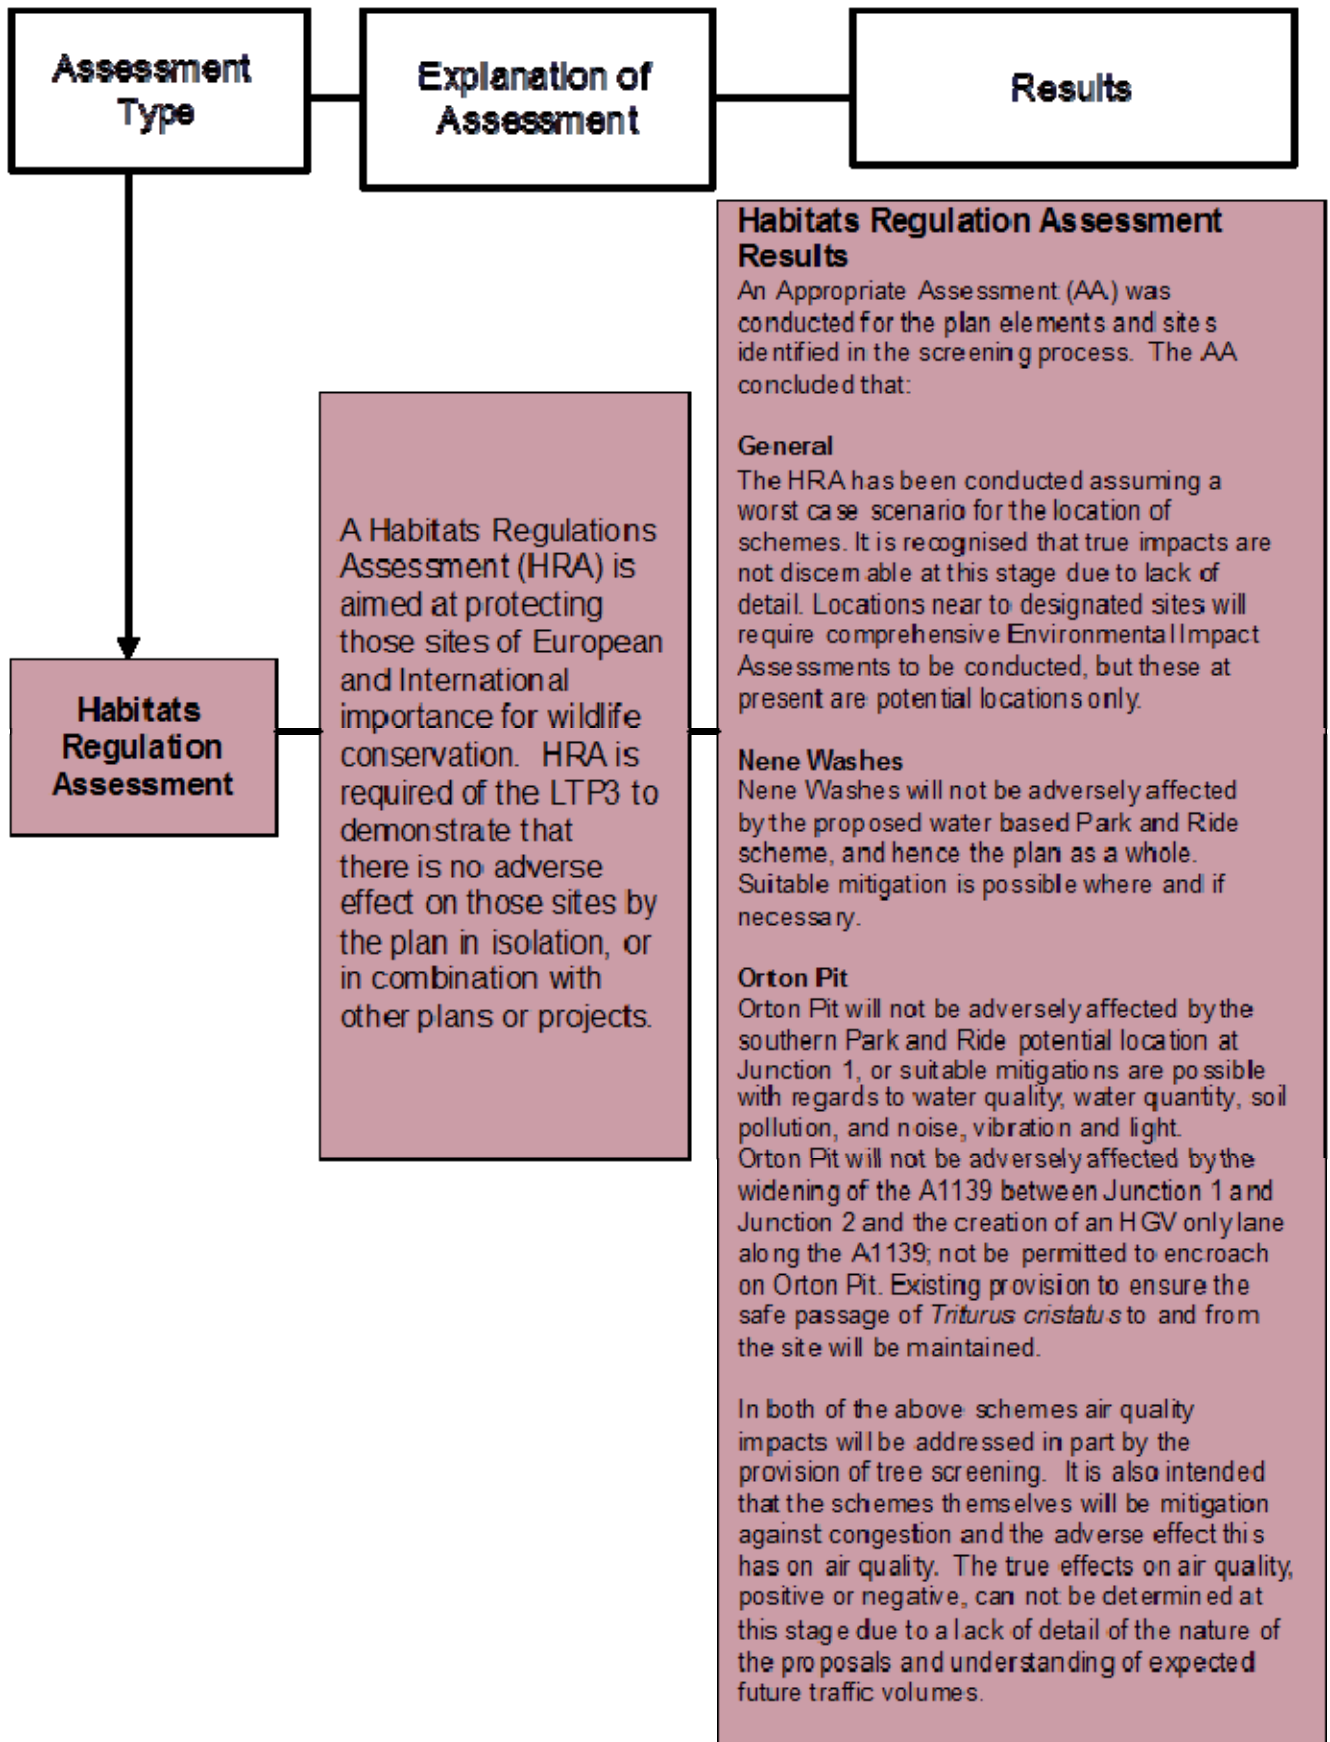 Assessment
Type
Explanation of
Assessment
Results
Habitats
Regulation
Assessment
A Habitats Regulations
Assessment (HRA) is
aimed at protecting
those sites of European
and International
importance for wildlife
conservation. HRA is
required of the LTP3 to
demonstrate that
there is no adverse
effect on those sites by
the plan in isolation, or
in combination with
other plans or projects.
Habitats Regulation Assessment
Results
An Appropriate Assessment (AA) was
conducted for the plan elements and sites
identified in the screening process. The AA
concluded that:
General
The HRA has been conducted assuming a
worst case scenario for the location of
schemes. It is recognised that true impacts are
not discernable at this stage due to lack of
detail. Locations near to designated sites will
require comprehensive Environmental Impact
Assessments to be conducted, but these at
present are potential locations only.
Nene Washes
Nene Washes will not be adversely affected
by the proposed water based Park and Ride
scheme, and hence the plan as a whole.
Suitable mitigation is possible where and if
necessary.
Orton Pit
Orton Pit will not be adversely affected by the
southern Park and Ride potential location at
Junction 1, or suitable mitigations are possible
with regards to water quality, water quantity, soil
pollution, and noise, vibration and light.
Orton Pit will not be adversely affected by the
widening of the A1139 between Junction 1 and
Junction 2 and the creation of an HGV only lane
along the A1139; not be permitted to encroach
on Orton Pit. Existing provision to ensure the
safe passage of Triturus cristatus to and from
the site will be maintained.
In both of the above schemes air quality
impacts will be addressed in part by the
provision of tree screening. It is also intended
that the schemes themselves will be mitigation
against congestion and the adverse effect this
has on air quality. The true effects on air quality,
positive or negative, can not be determined at
this stage due to a lack of detail of the nature of
the proposals and understanding of expected
future traffic volumes.